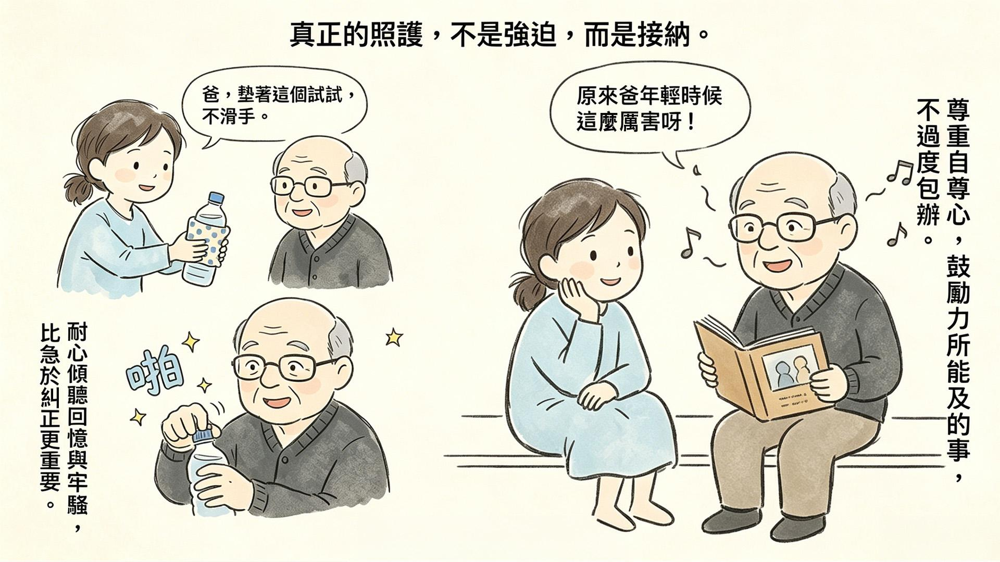 真正的照護，不是強迫，而是接納。
爸，墊著這個試試，
不滑手。
原來爸年輕時候
這麼厲害呀！
尊重自尊心，鼓勵力所能及的事，
不過度包辦。
啪
耐心傾聽回憶與牢騷，
比急於糾正更重要。